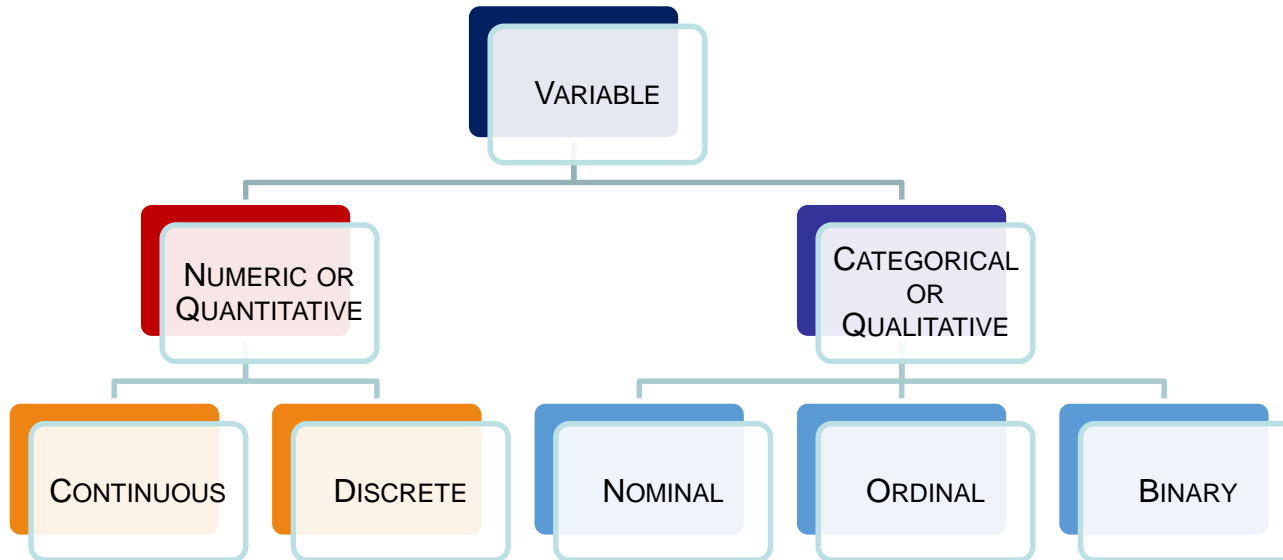 VARIABLE
NUMERIC OR
QUANTITATIVE
CATEGORICAL
OR
QUALITATIVE
CONTINUOUS
DISCRETE
NOMINAL
ORDINAL
BINARY